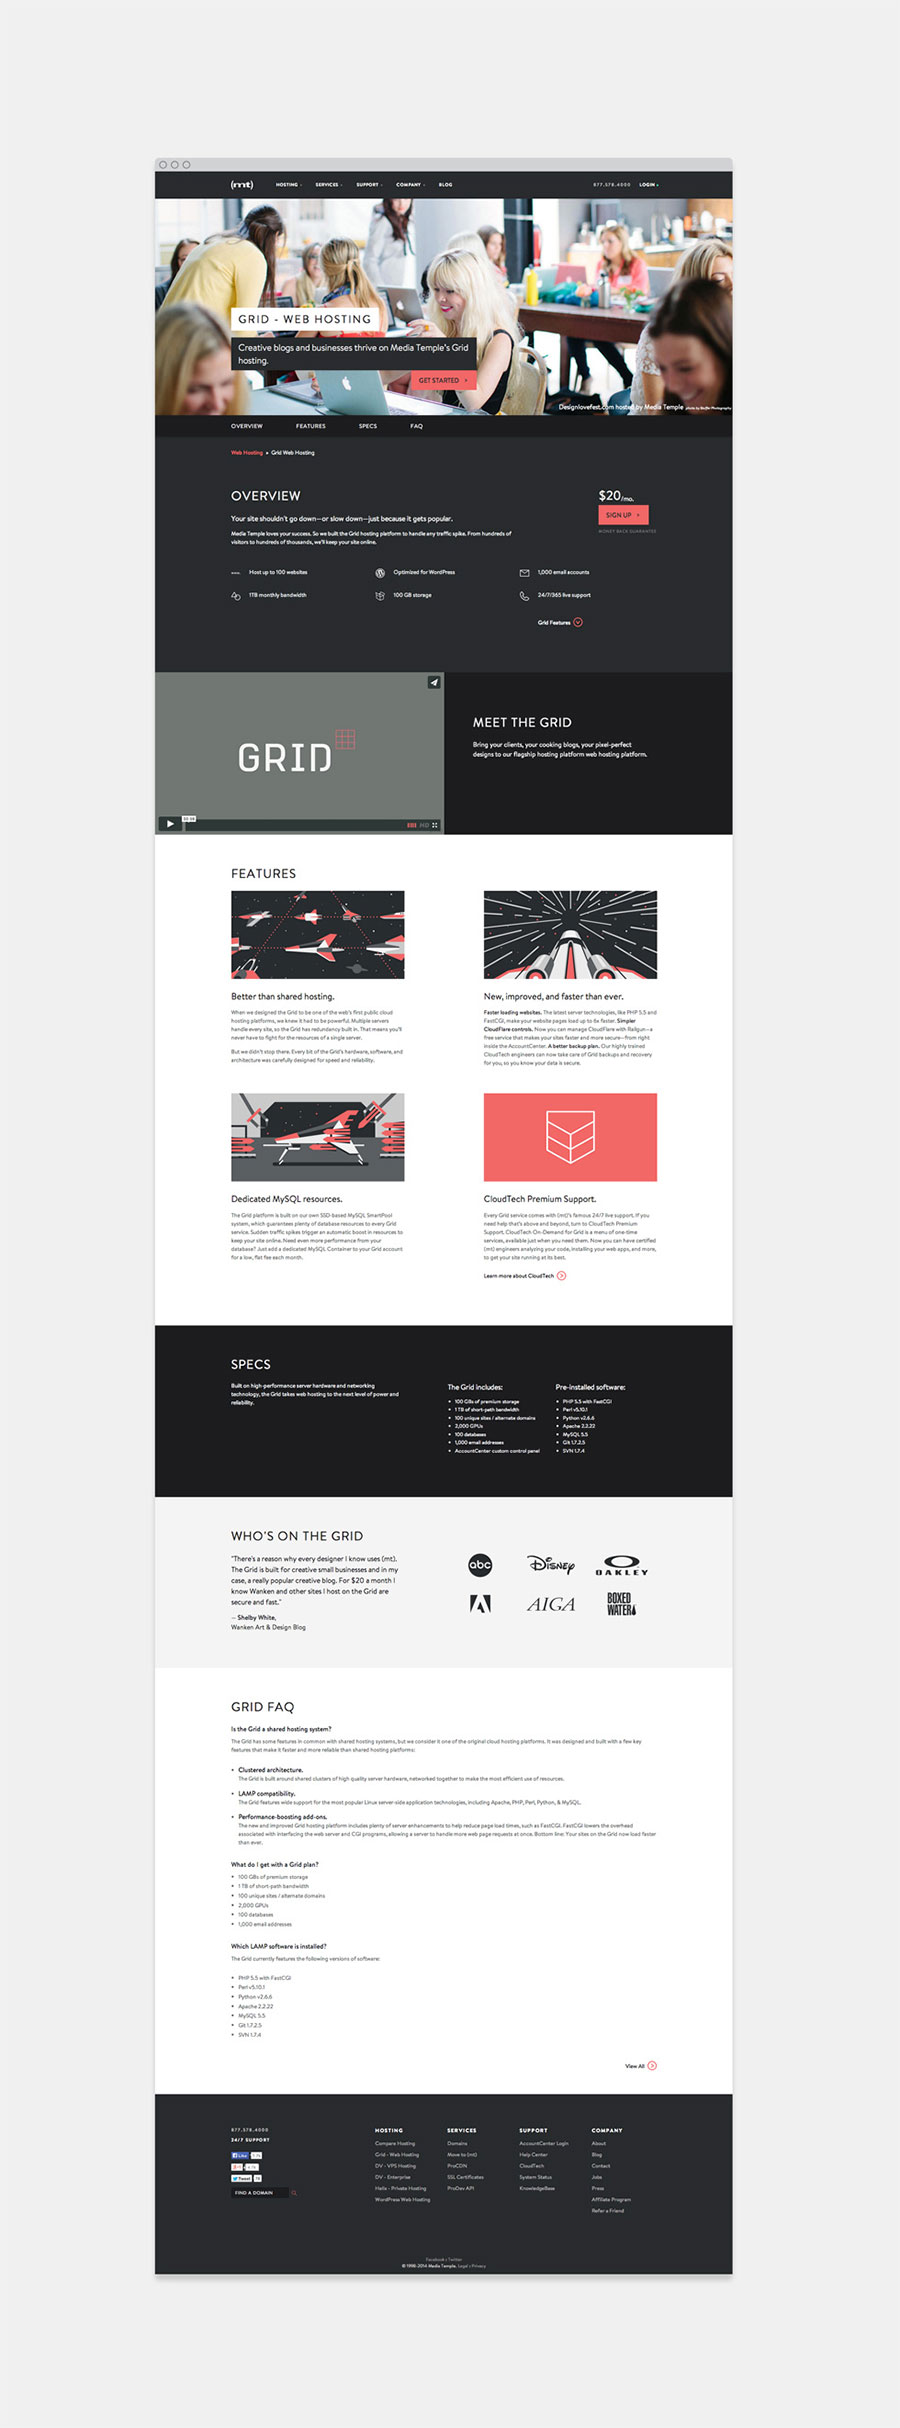 (mt) HOSTING SERVICES SUPPORT COMPANY BLOG 877.578.4000 LOGIN
GRID - WEB HOSTING
Creative blogs and businesses thrive on Media Temple's Grid
hosting.
GET STARTED >
Designlovefest.com hosted by Media Temple
OVERVIEW FEATURES SPECS FAQ
Web Hosting » Grid Web Hosting
OVERVIEW
Your site shouldn't go down—or slow down—just because it gets popular.
Media Temple loves your success. So we built the Grid hosting platform to handle any traffic spike. From hundreds of
visitors to hundreds of thousands, we'll keep your site online.
$20/mo.
SIGN UP >
MONEY BACK GUARANTEE
Host up to 100 websites
Optimized for WordPress
1,000 email accounts
1TB monthly bandwidth
100 GB storage
24/7/365 live support
Grid Features
GRID
HD
MEET THE GRID
Bring your clients, your cooking blogs, your pixel-perfect
designs to our flagship hosting platform web hosting platform.
FEATURES
Better than shared hosting.
When we designed the Grid to be one of the web's first public cloud
hosting platforms, we knew it had to be powerful. Multiple servers
handle every site, so the Grid has redundancy built in. That means you'll
never have to fight for the resources of a single server.
But we didn't stop there. Every bit of the Grid's hardware, software, and
architecture was carefully designed for speed and reliability.
New, improved, and faster than ever.
Faster loading websites. The latest server technologies, like PHP 5.5 and
FastCGI, make your website pages load up to 6x faster. Simpler
CloudFlare controls. Now you can manage CloudFlare with Railgun—a
free service that makes your sites faster and more secure—from right
inside the AccountCenter. A better backup plan. Our highly trained
CloudTech engineers can now take care of Grid backups and recovery
for you, so you know your data is secure.
Dedicated MySQL resources.
The Grid platform is built on our own SSD-based MySQL SmartPool
system, which guarantees plenty of database resources to every Grid
service. Sudden traffic spikes trigger an automatic boost in resources to
keep your site online. Need even more performance from your
database? Just add a dedicated MySQL Container to your Grid account
for a low, flat fee each month.
CloudTech Premium Support.
Every Grid service comes with (mt)'s famous 24/7 live support. If you
need help that's above and beyond, turn to CloudTech Premium
Support. CloudTech On-Demand for Grid is a menu of one-time
services, available just when you need them. Now you can have certified
(mt) engineers analyzing your code, installing your web apps, and more,
to get your site running at its best.
Learn more about CloudTech
SPECS
Built on high-performance server hardware and networking
technology, the Grid takes web hosting to the next level of power and
reliability.
The Grid includes:
• 100 GBs of premium storage
• 1 TB of short-path bandwidth
• 100 unique sites / alternate domains
• 2,000 GPUs
• 100 databases
• 1,000 email addresses
• AccountCenter custom control panel
Pre-installed software:
• PHP 5.5 with FastCGI
• Perl v5.10.1
• Python v2.6.6
• Apache 2.2.22
• MySQL 5.5
• Git 1.7.2.5
• SVN 1.7.4
WHO'S ON THE GRID
"There's a reason why every designer I know uses (mt).
The Grid is built for creative small businesses and in my
case, a really popular creative blog. For $20 a month I
know Wanken and other sites I host on the Grid are
secure and fast."
— Shelby White,
Wanken Art & Design Blog
abc DISNEY OAKLEY
AIGA BOXED
WATER
GRID FAQ
Is the Grid a shared hosting system?
The Grid has some features in common with shared hosting systems, but we consider it one of the original cloud hosting platforms. It was designed and built with a few key
features that make it faster and more reliable than shared hosting platforms:
• Clustered architecture.
The Grid is built around shared clusters of high quality server hardware, networked together to make the most efficient use of resources.
• LAMP compatibility.
The Grid features wide support for the most popular Linux server-side application technologies, including Apache, PHP, Perl, Python, & MySQL.
• Performance-boosting add-ons.
The new and improved Grid hosting platform includes plenty of server enhancements to help reduce page load times, such as FastCGI. FastCGI lowers the overhead
associated with interfacing the web server and CGI programs, allowing a server to handle more web page requests at once. Bottom line: Your sites on the Grid now load faster
than ever.
What do I get with a Grid plan?
• 100 GBs of premium storage
• 1 TB of short-path bandwidth
• 100 unique sites / alternate domains
• 2,000 GPUs
• 100 databases
• 1,000 email addresses
Which LAMP software is installed?
The Grid currently features the following versions of software:
• PHP 5.5 with FastCGI
• Perl v5.10.1
• Python v2.6.6
• Apache 2.2.22
• MySQL 5.5
• Git 1.7.2.5
• SVN 1.7.4
View All
877.578.4000
24/7 SUPPORT
Like
Tweet
FIND A DOMAIN
HOSTING
Compare Hosting
Grid - Web Hosting
DV - VPS Hosting
DV - Enterprise
Helix - Private Hosting
WordPress Web Hosting
SERVICES
Domains
Move to (mt)
ProCDN
SSL Certificates
ProDev API
SUPPORT
AccountCenter Login
Help Center
CloudTech
System Status
KnowledgeBase
COMPANY
About
Blog
Contact
Jobs
Press
Affiliate Program
Refer a Friend
Facebook • Twitter
© 1998-2014 Media Temple. Legal • Privacy